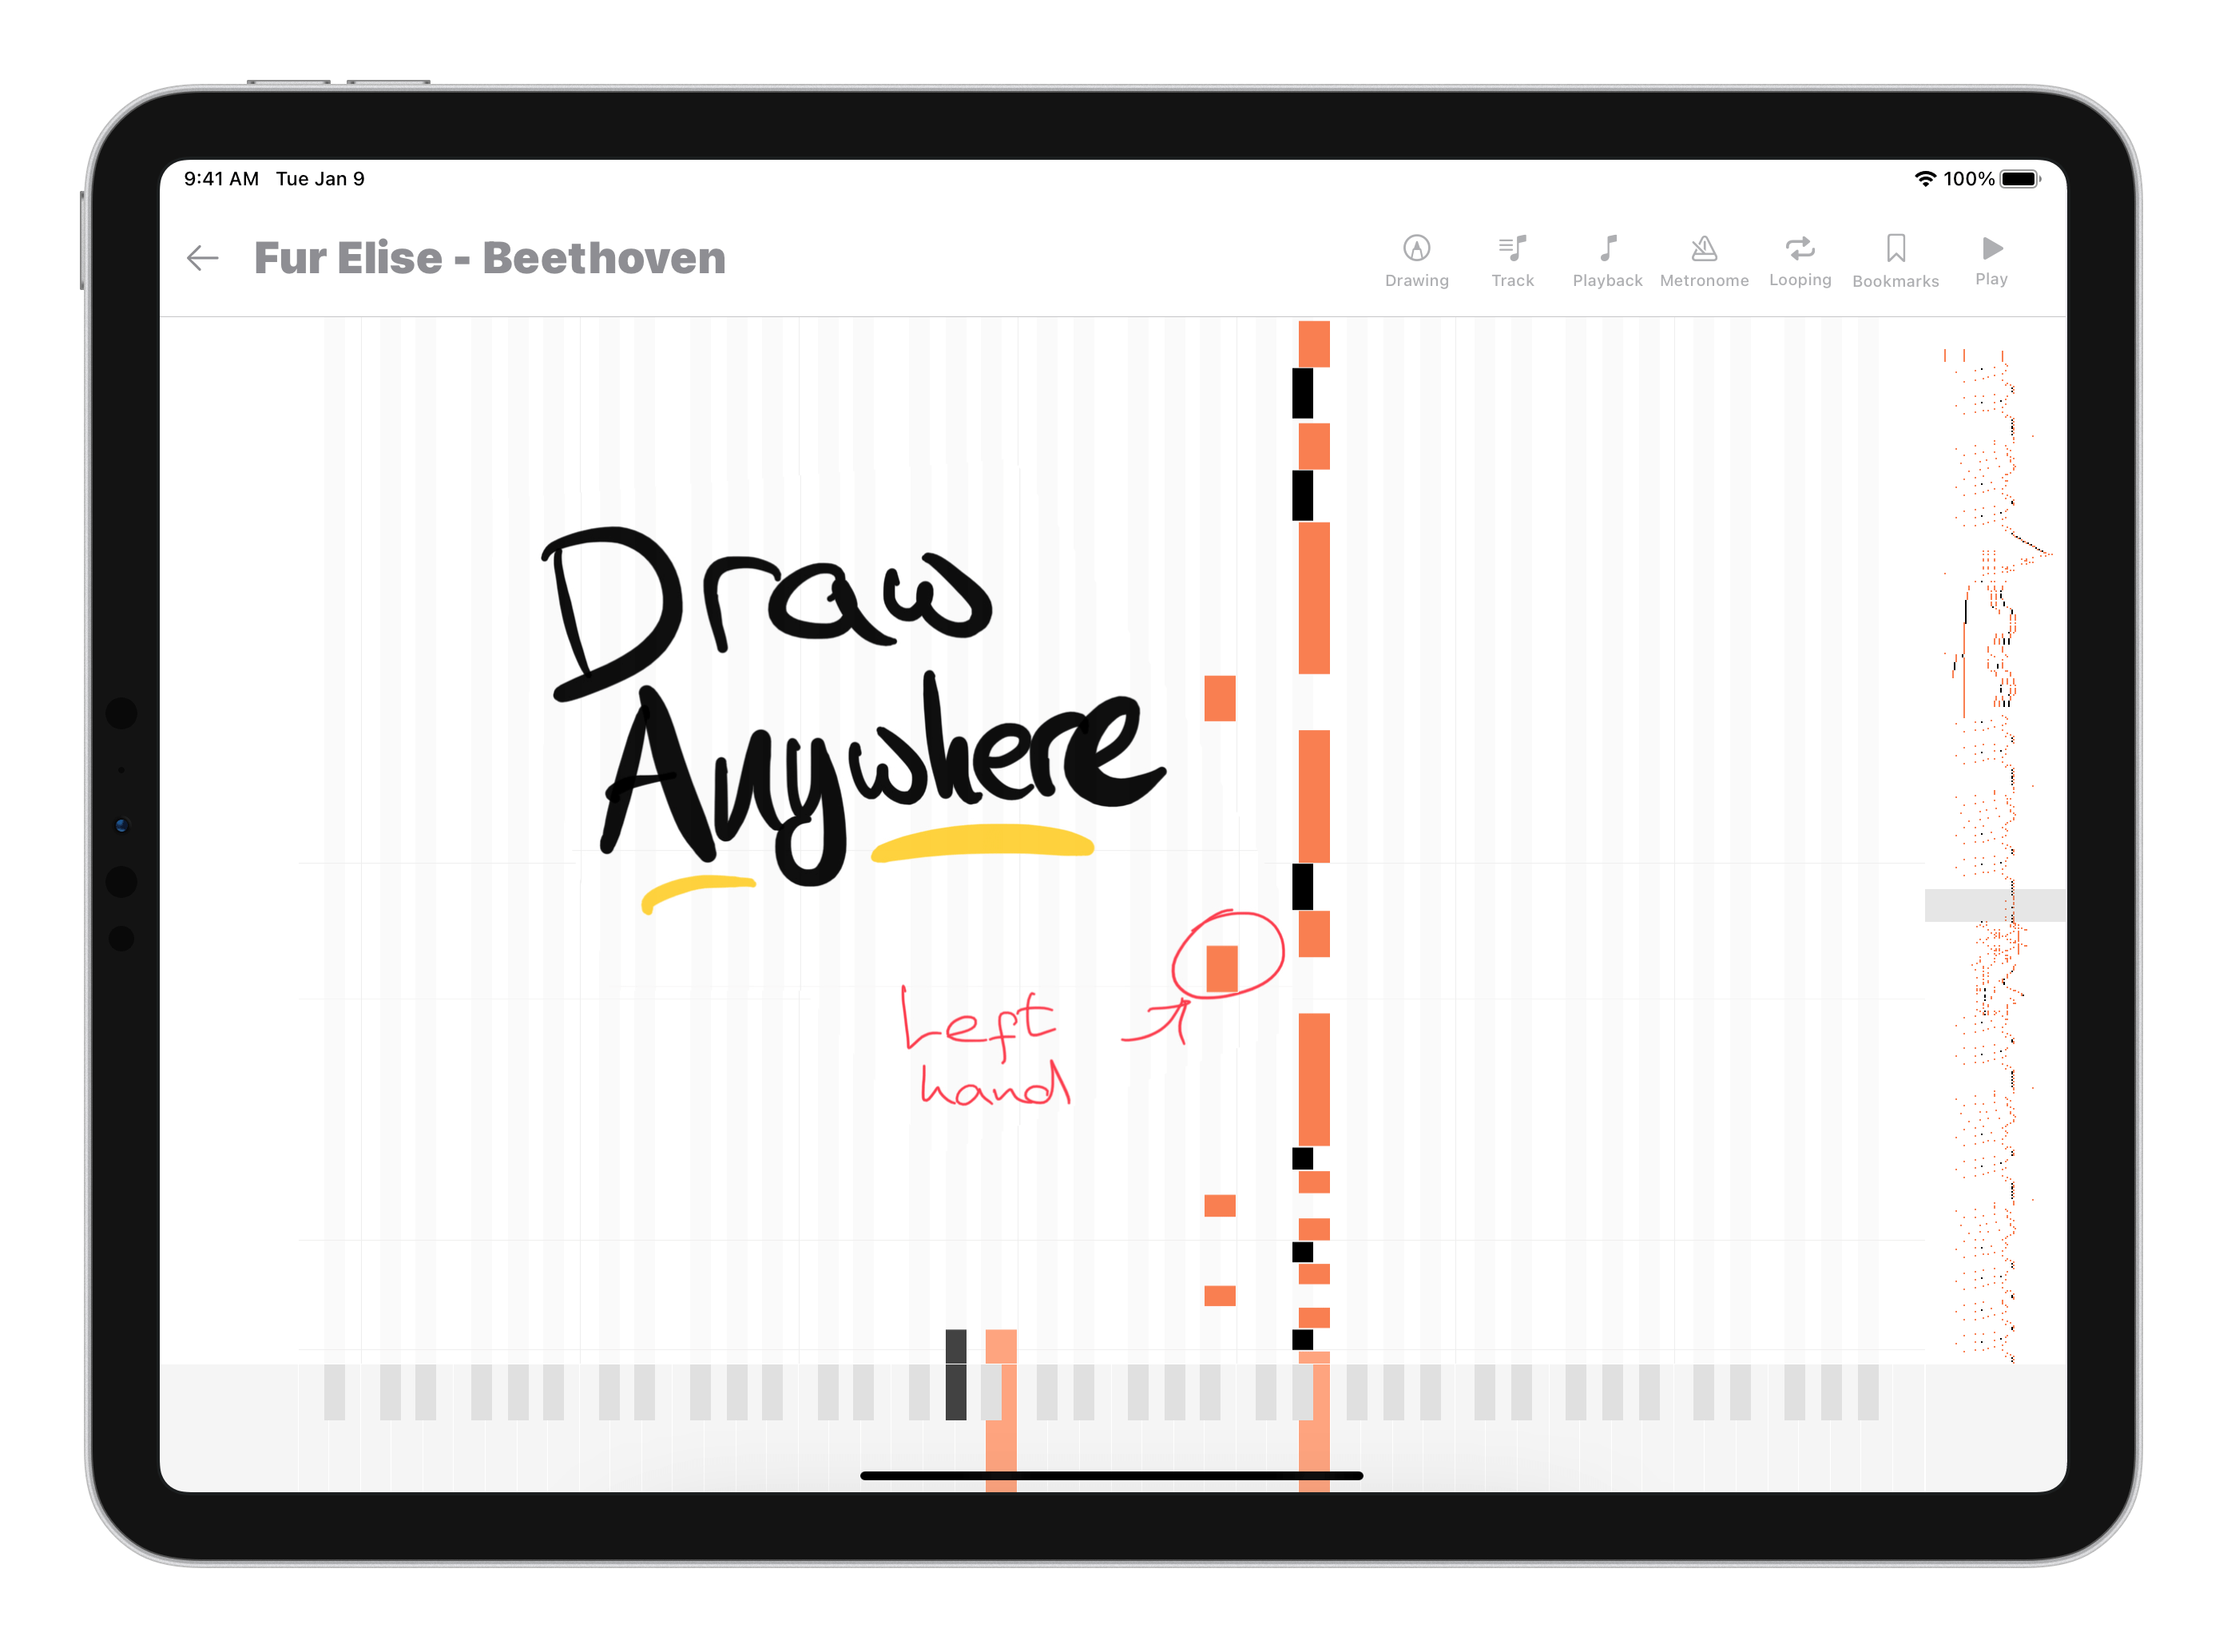 9:41 AM Tue Jan 9 100%
Fur Elise - Beethoven
Drawing Track Playback Metronome Looping Bookmarks Play
Draw
Anywhere
Left
hand